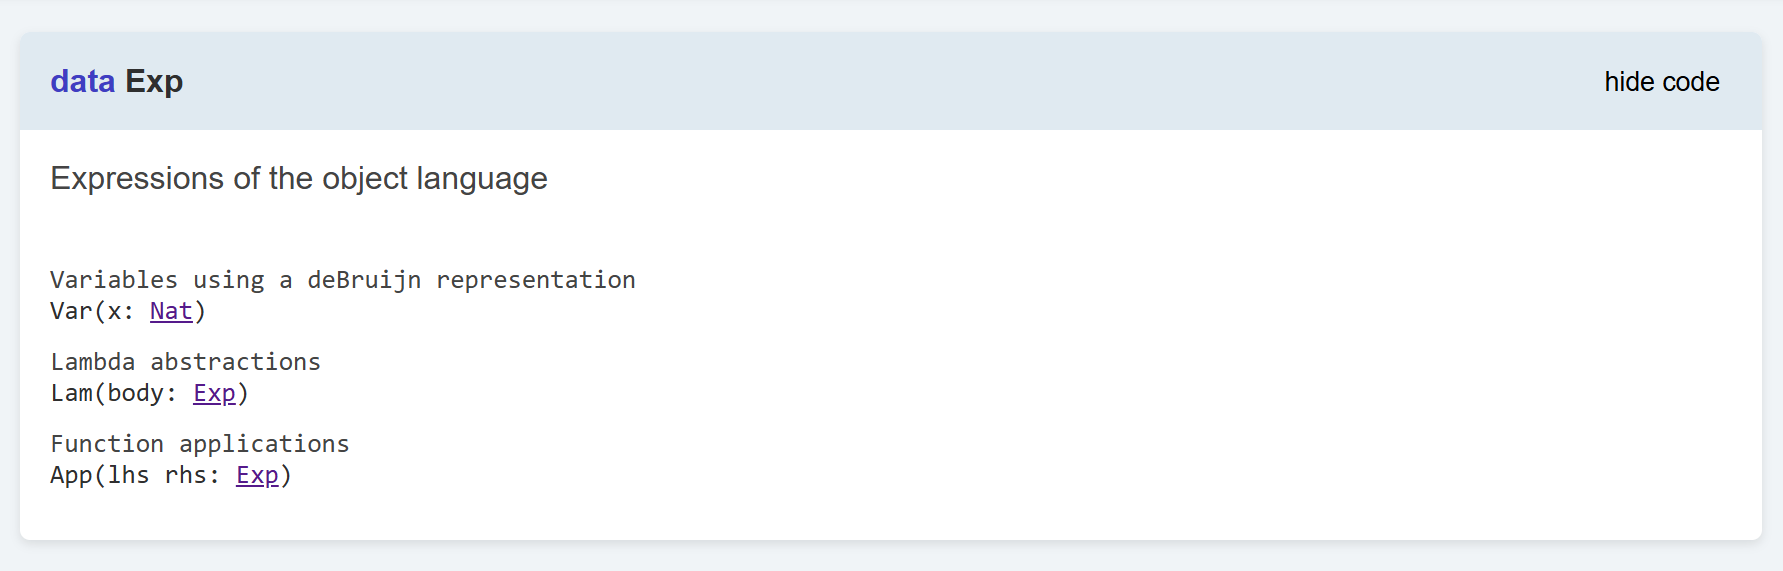 data Exp
hide code
Expressions of the object language
Variables using a deBruijn representation
Var(x: Nat)
Lambda abstractions
Lam(body: Exp)
Function applications
App(lhs rhs: Exp)